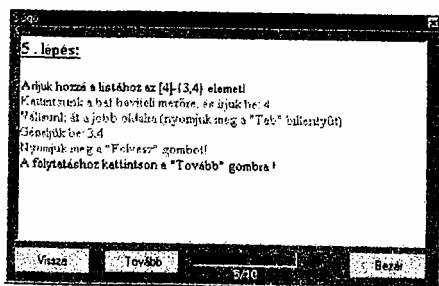 Súgó
5 . lépés:
Adjuk hozzá a listához az [4]-{3,4} elemet!
Kattintsunk a bal beviteli mezőre, és írjuk be: 4
Váltsunk át a jobb oldalra (nyomjuk meg a "Tab" billentyűt)
Gépeljük be: 3,4
Nyomjuk meg a "Felvesz" gombot!
A folytatáshoz kattintson a "Tovább" gombra !
Vissza
Tovább
5/10
Bezár